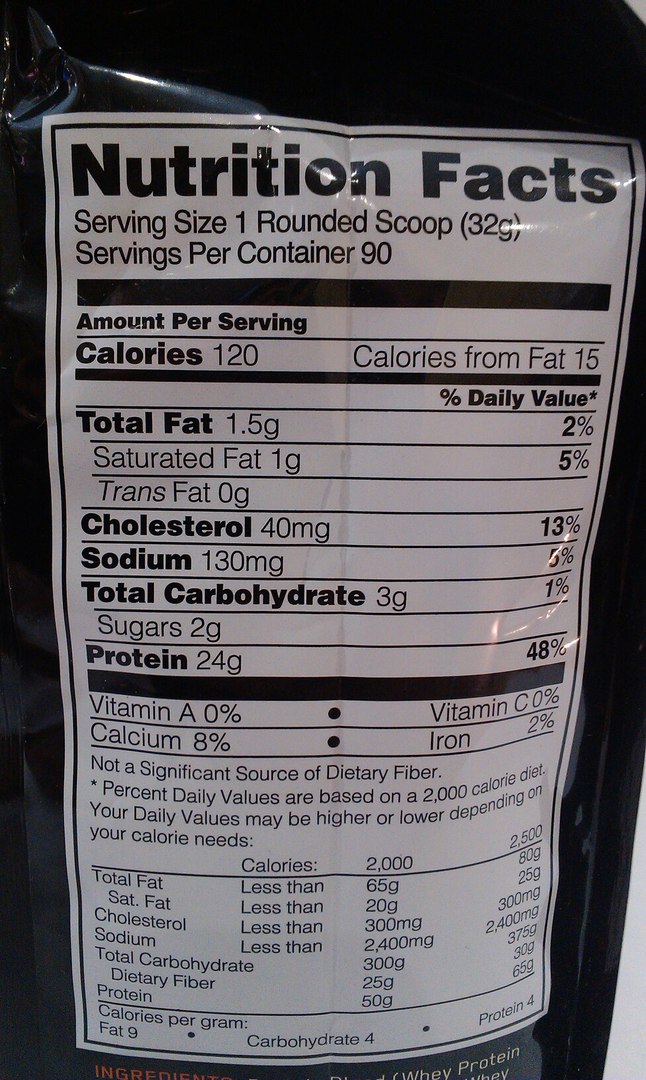 Nutrition Facts
Serving Size 1 Rounded Scoop (32g)
Servings Per Container 90
Amount Per Serving
Calories 120 Calories from Fat 15
% Daily Value*
Total Fat 1.5g 2%
Saturated Fat 1g 5%
Trans Fat 0g
Cholesterol 40mg 13%
Sodium 130mg 5%
Total Carbohydrate 3g 1%
Sugars 2g
Protein 24g 48%
Vitamin A 0% • Vitamin C 0%
Calcium 8% • Iron 2%
Not a Significant Source of Dietary Fiber.
* Percent Daily Values are based on a 2,000 calorie diet.
Your Daily Values may be higher or lower depending on
your calorie needs:
Calories: 2,000 2,500
Total Fat Less than 65g 80g
Sat. Fat Less than 20g 25g
Cholesterol Less than 300mg 300mg
Sodium Less than 2,400mg 2,400mg
Total Carbohydrate 300g 375g
Dietary Fiber 25g 30g
Protein 50g 65g
Calories per gram:
Fat 9 • Carbohydrate 4 • Protein 4
INGREDIENTS (Whey Protein
Whey